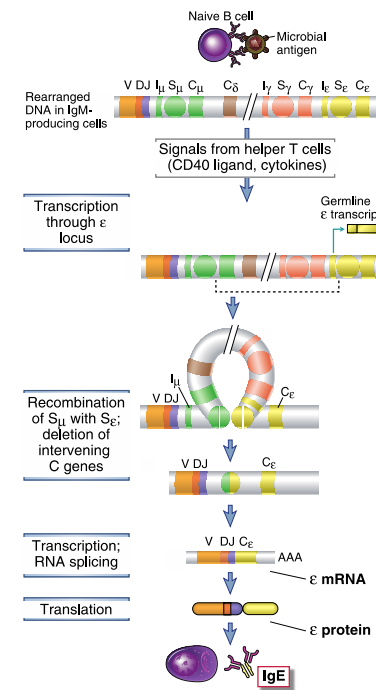 Naive B cell
Microbial
antigen
V DJ Iμ Sμ Cμ Cδ Iγ Sγ Cγ Iε Sε Cε
Rearranged
DNA in IgM-
producing cells
Signals from helper T cells
(CD40 ligand, cytokines)
Transcription
through ε
locus
Germline
ε transcrip
Iμ
V DJ
Cε
Recombination
of Sμ with Sε;
deletion of
intervening
C genes
V DJ
Cε
Transcription;
RNA splicing
V DJ Cε
AAA
ε mRNA
Translation
ε protein
IgE